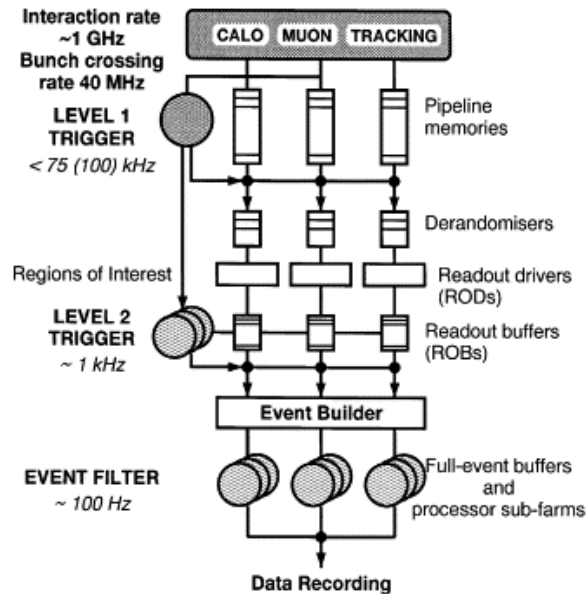 Interaction rate
~1 GHz
Bunch crossing
rate 40 MHz
CALO MUON TRACKING
LEVEL 1
TRIGGER
< 75 (100) kHz
Pipeline
memories
Derandomisers
Regions of Interest
Readout drivers
(RODs)
LEVEL 2
TRIGGER
~ 1 kHz
Readout buffers
(ROBs)
Event Builder
EVENT FILTER
~ 100 Hz
Full-event buffers
and
processor sub-farms
Data Recording